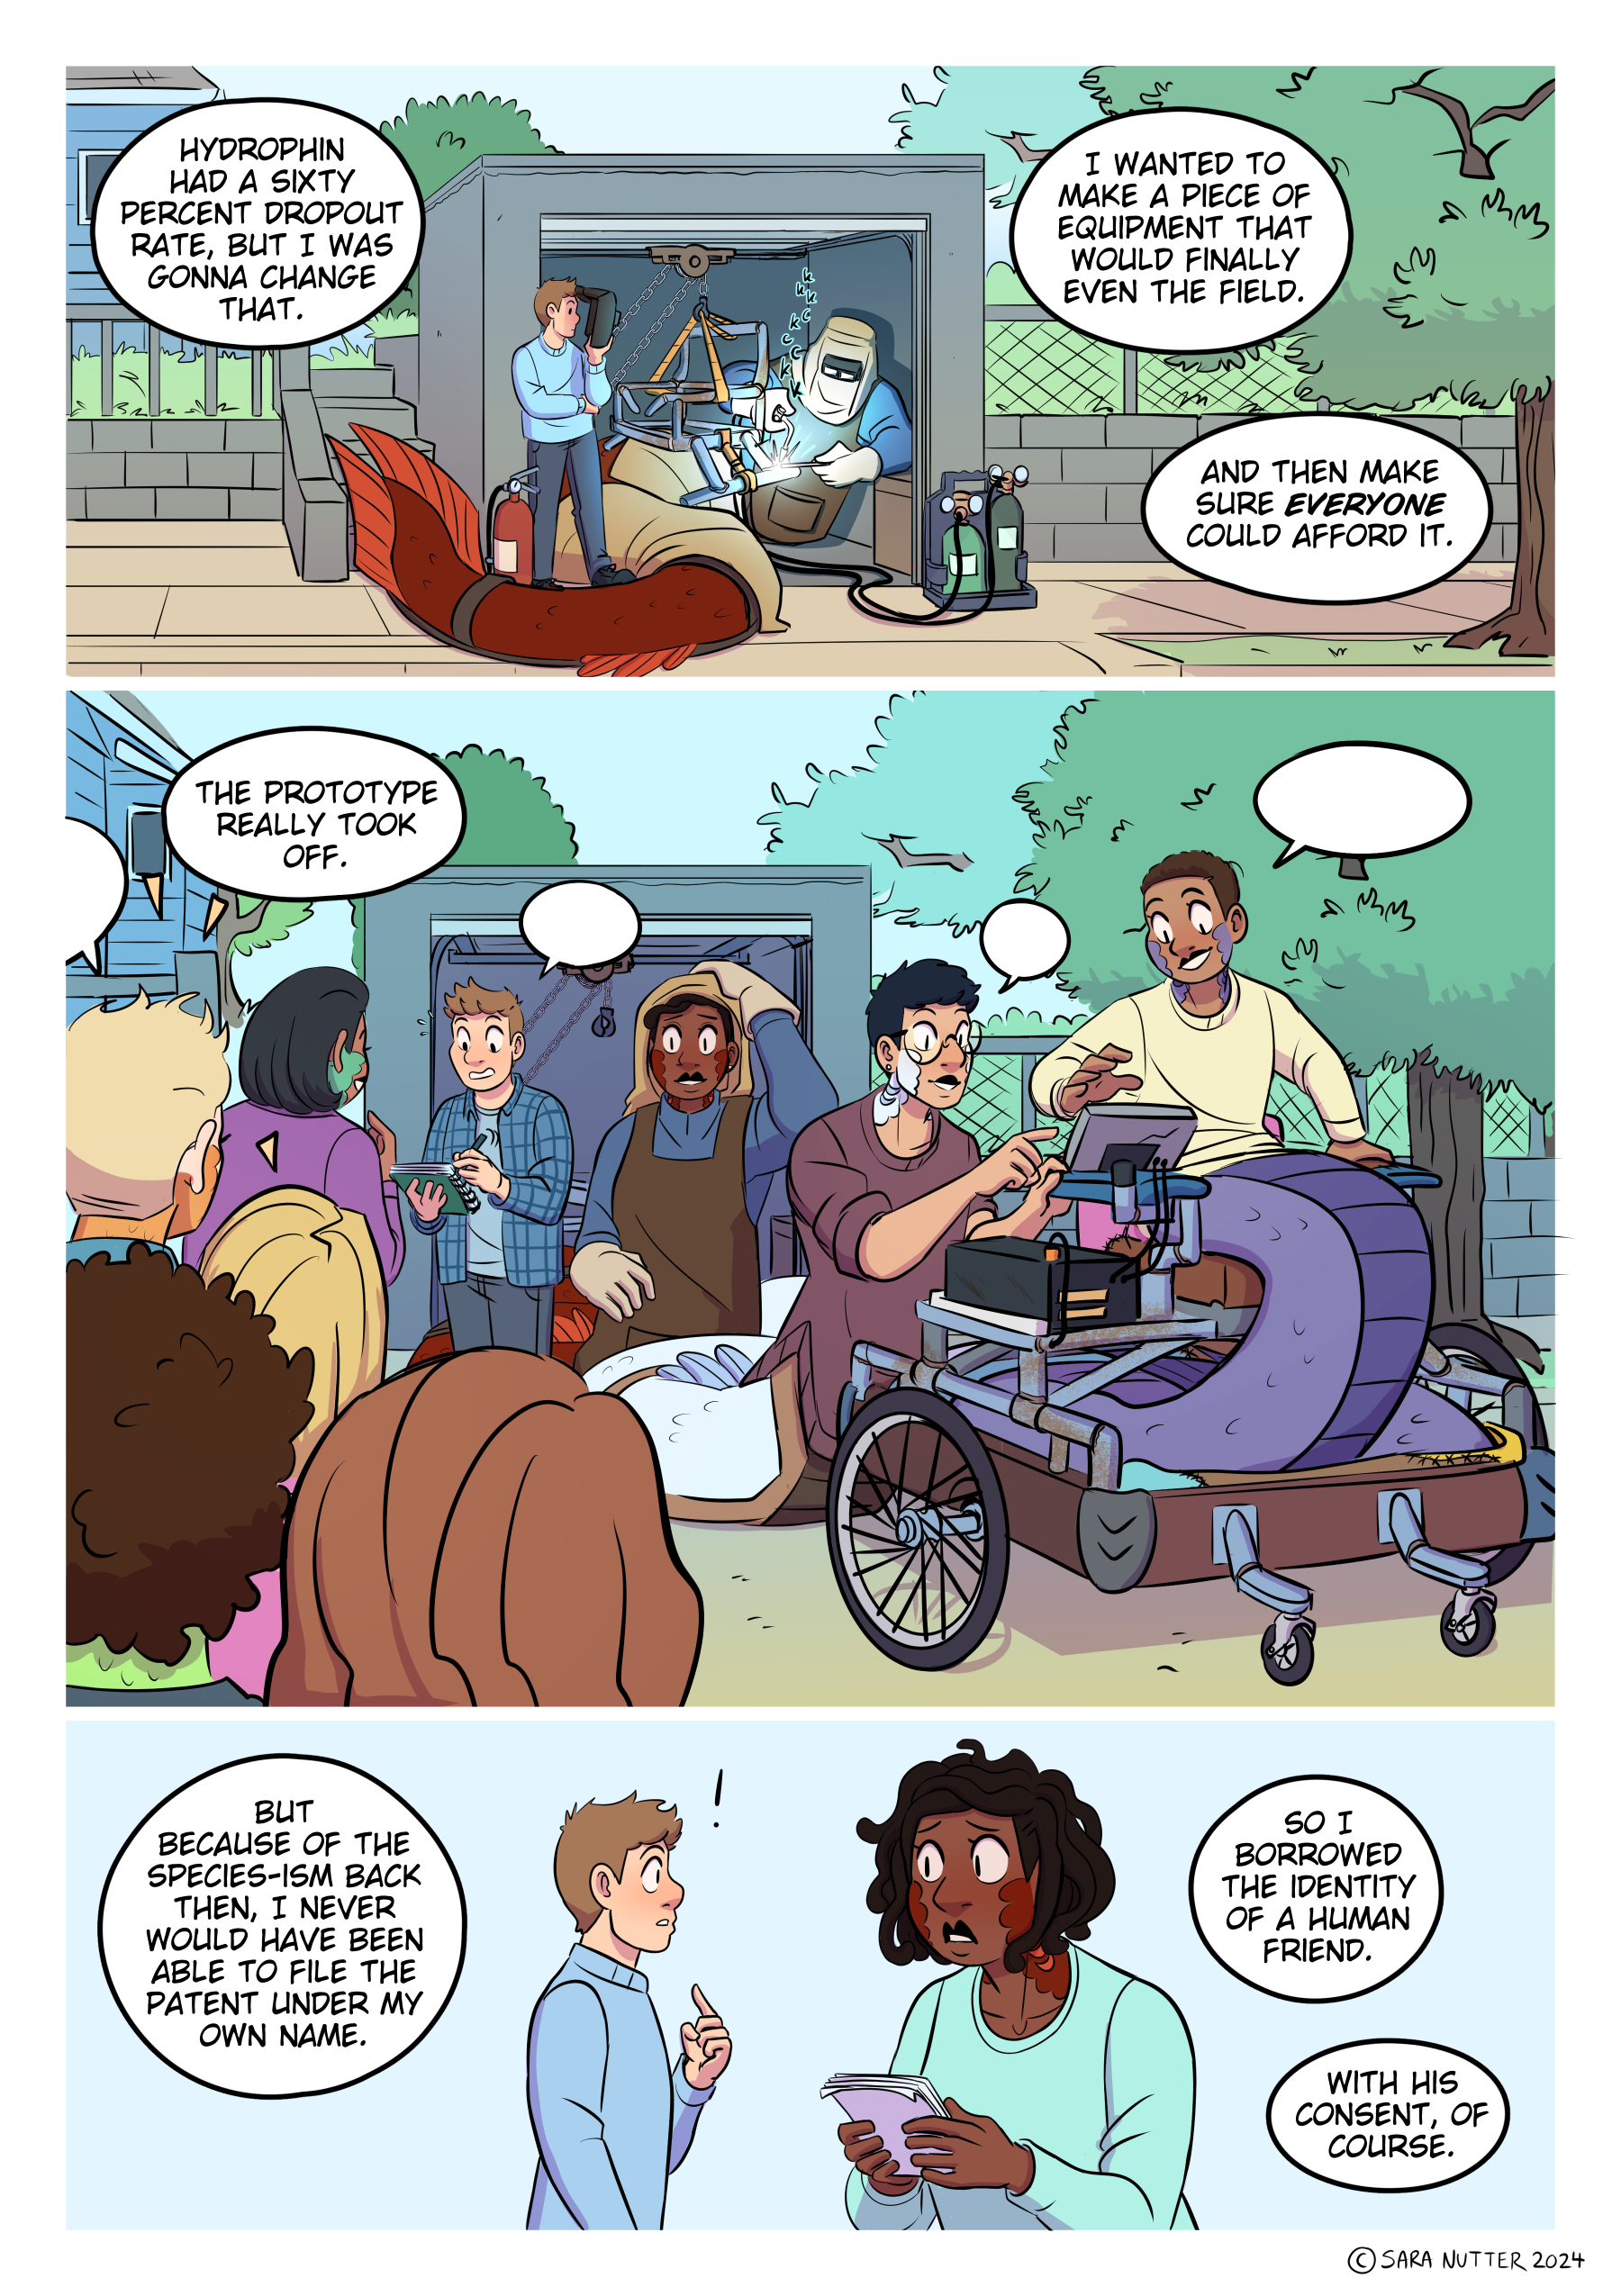 HYDROPHIN
HAD A SIXTY
PERCENT DROPOUT
RATE, BUT I WAS
GONNA CHANGE
THAT.
I WANTED TO
MAKE A PIECE OF
EQUIPMENT THAT
WOULD FINALLY
EVEN THE FIELD.
k
k
k
c
k
c
c
k
k
AND THEN MAKE
SURE EVERYONE
COULD AFFORD IT.
THE PROTOTYPE
REALLY TOOK
OFF.
BUT
BECAUSE OF THE
SPECIES-ISM BACK
THEN, I NEVER
WOULD HAVE BEEN
ABLE TO FILE THE
PATENT UNDER MY
OWN NAME.
!
SO I
BORROWED
THE IDENTITY
OF A HUMAN
FRIEND.
WITH HIS
CONSENT, OF
COURSE.
© SARA NUTTER 2024